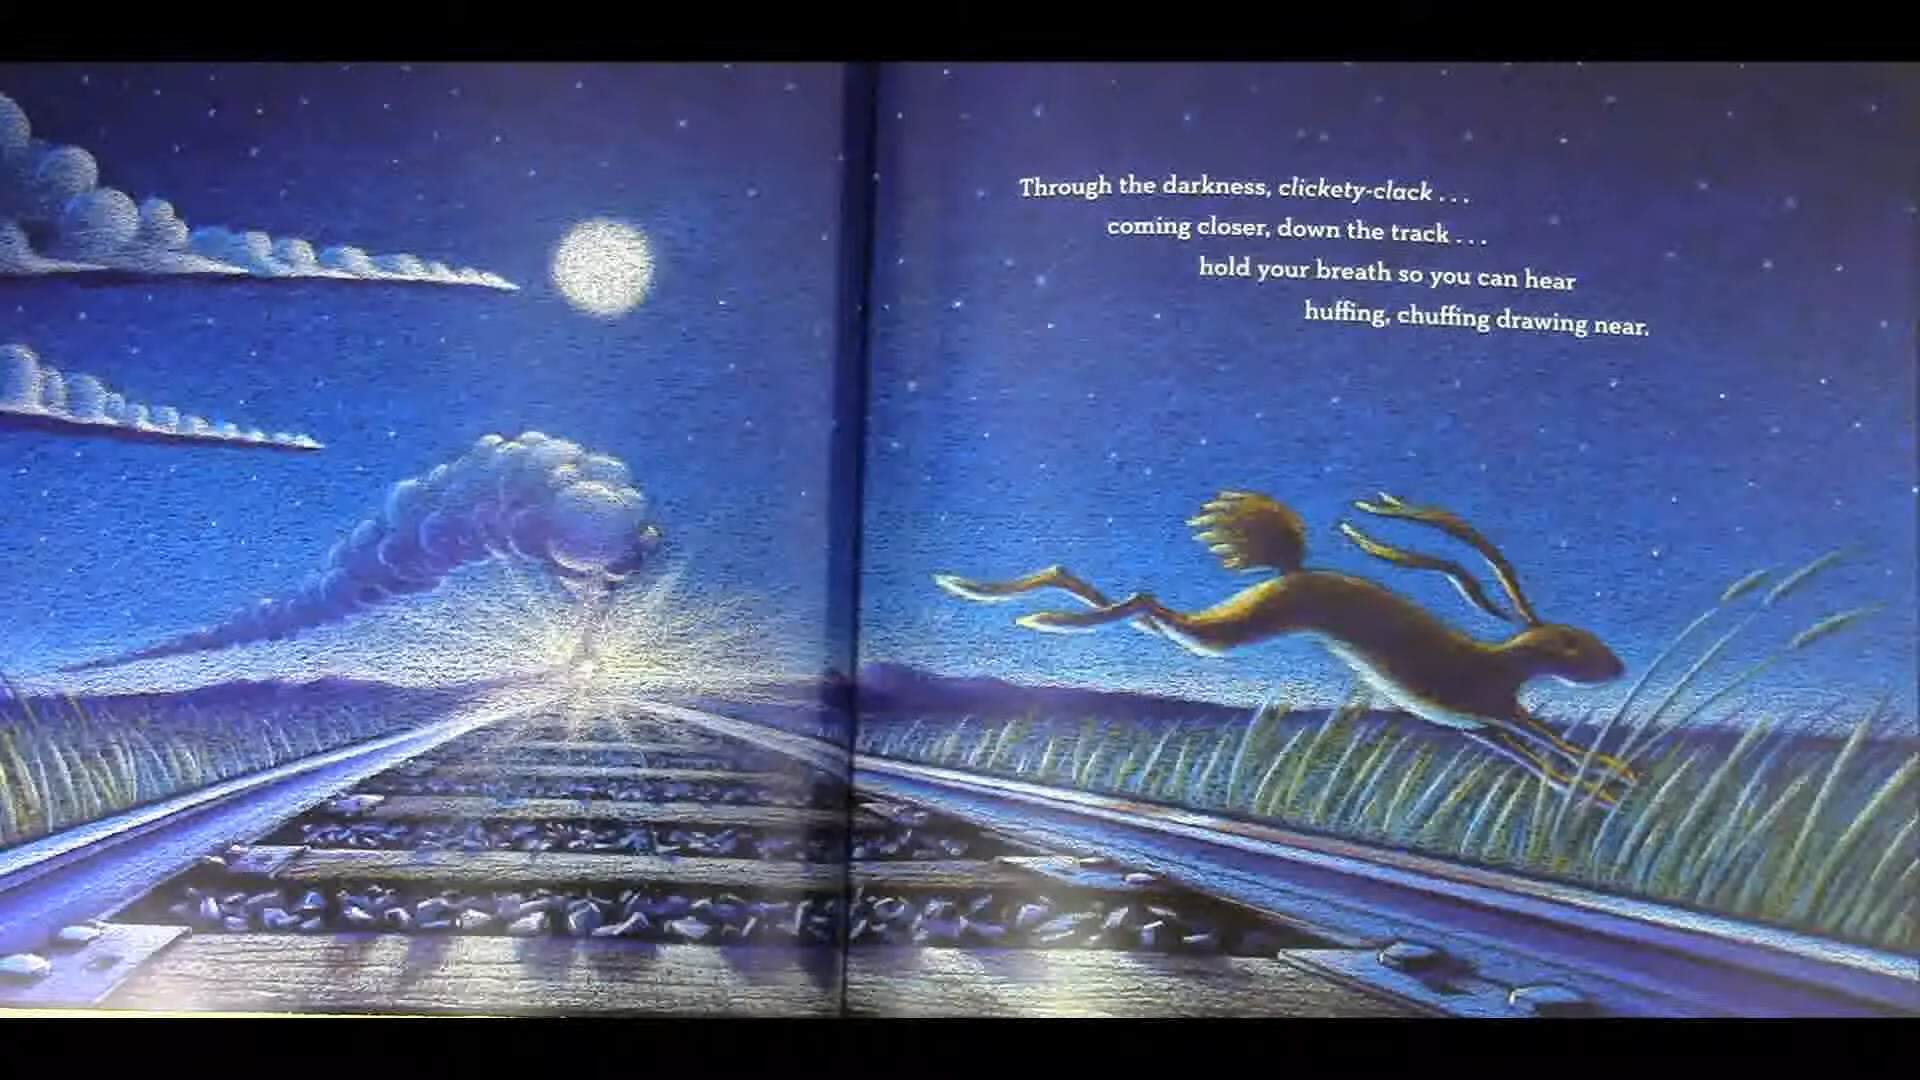 Through the darkness, clickety-clack . . .
coming closer, down the track . . .
hold your breath so you can hear
huffing, chuffing drawing near.